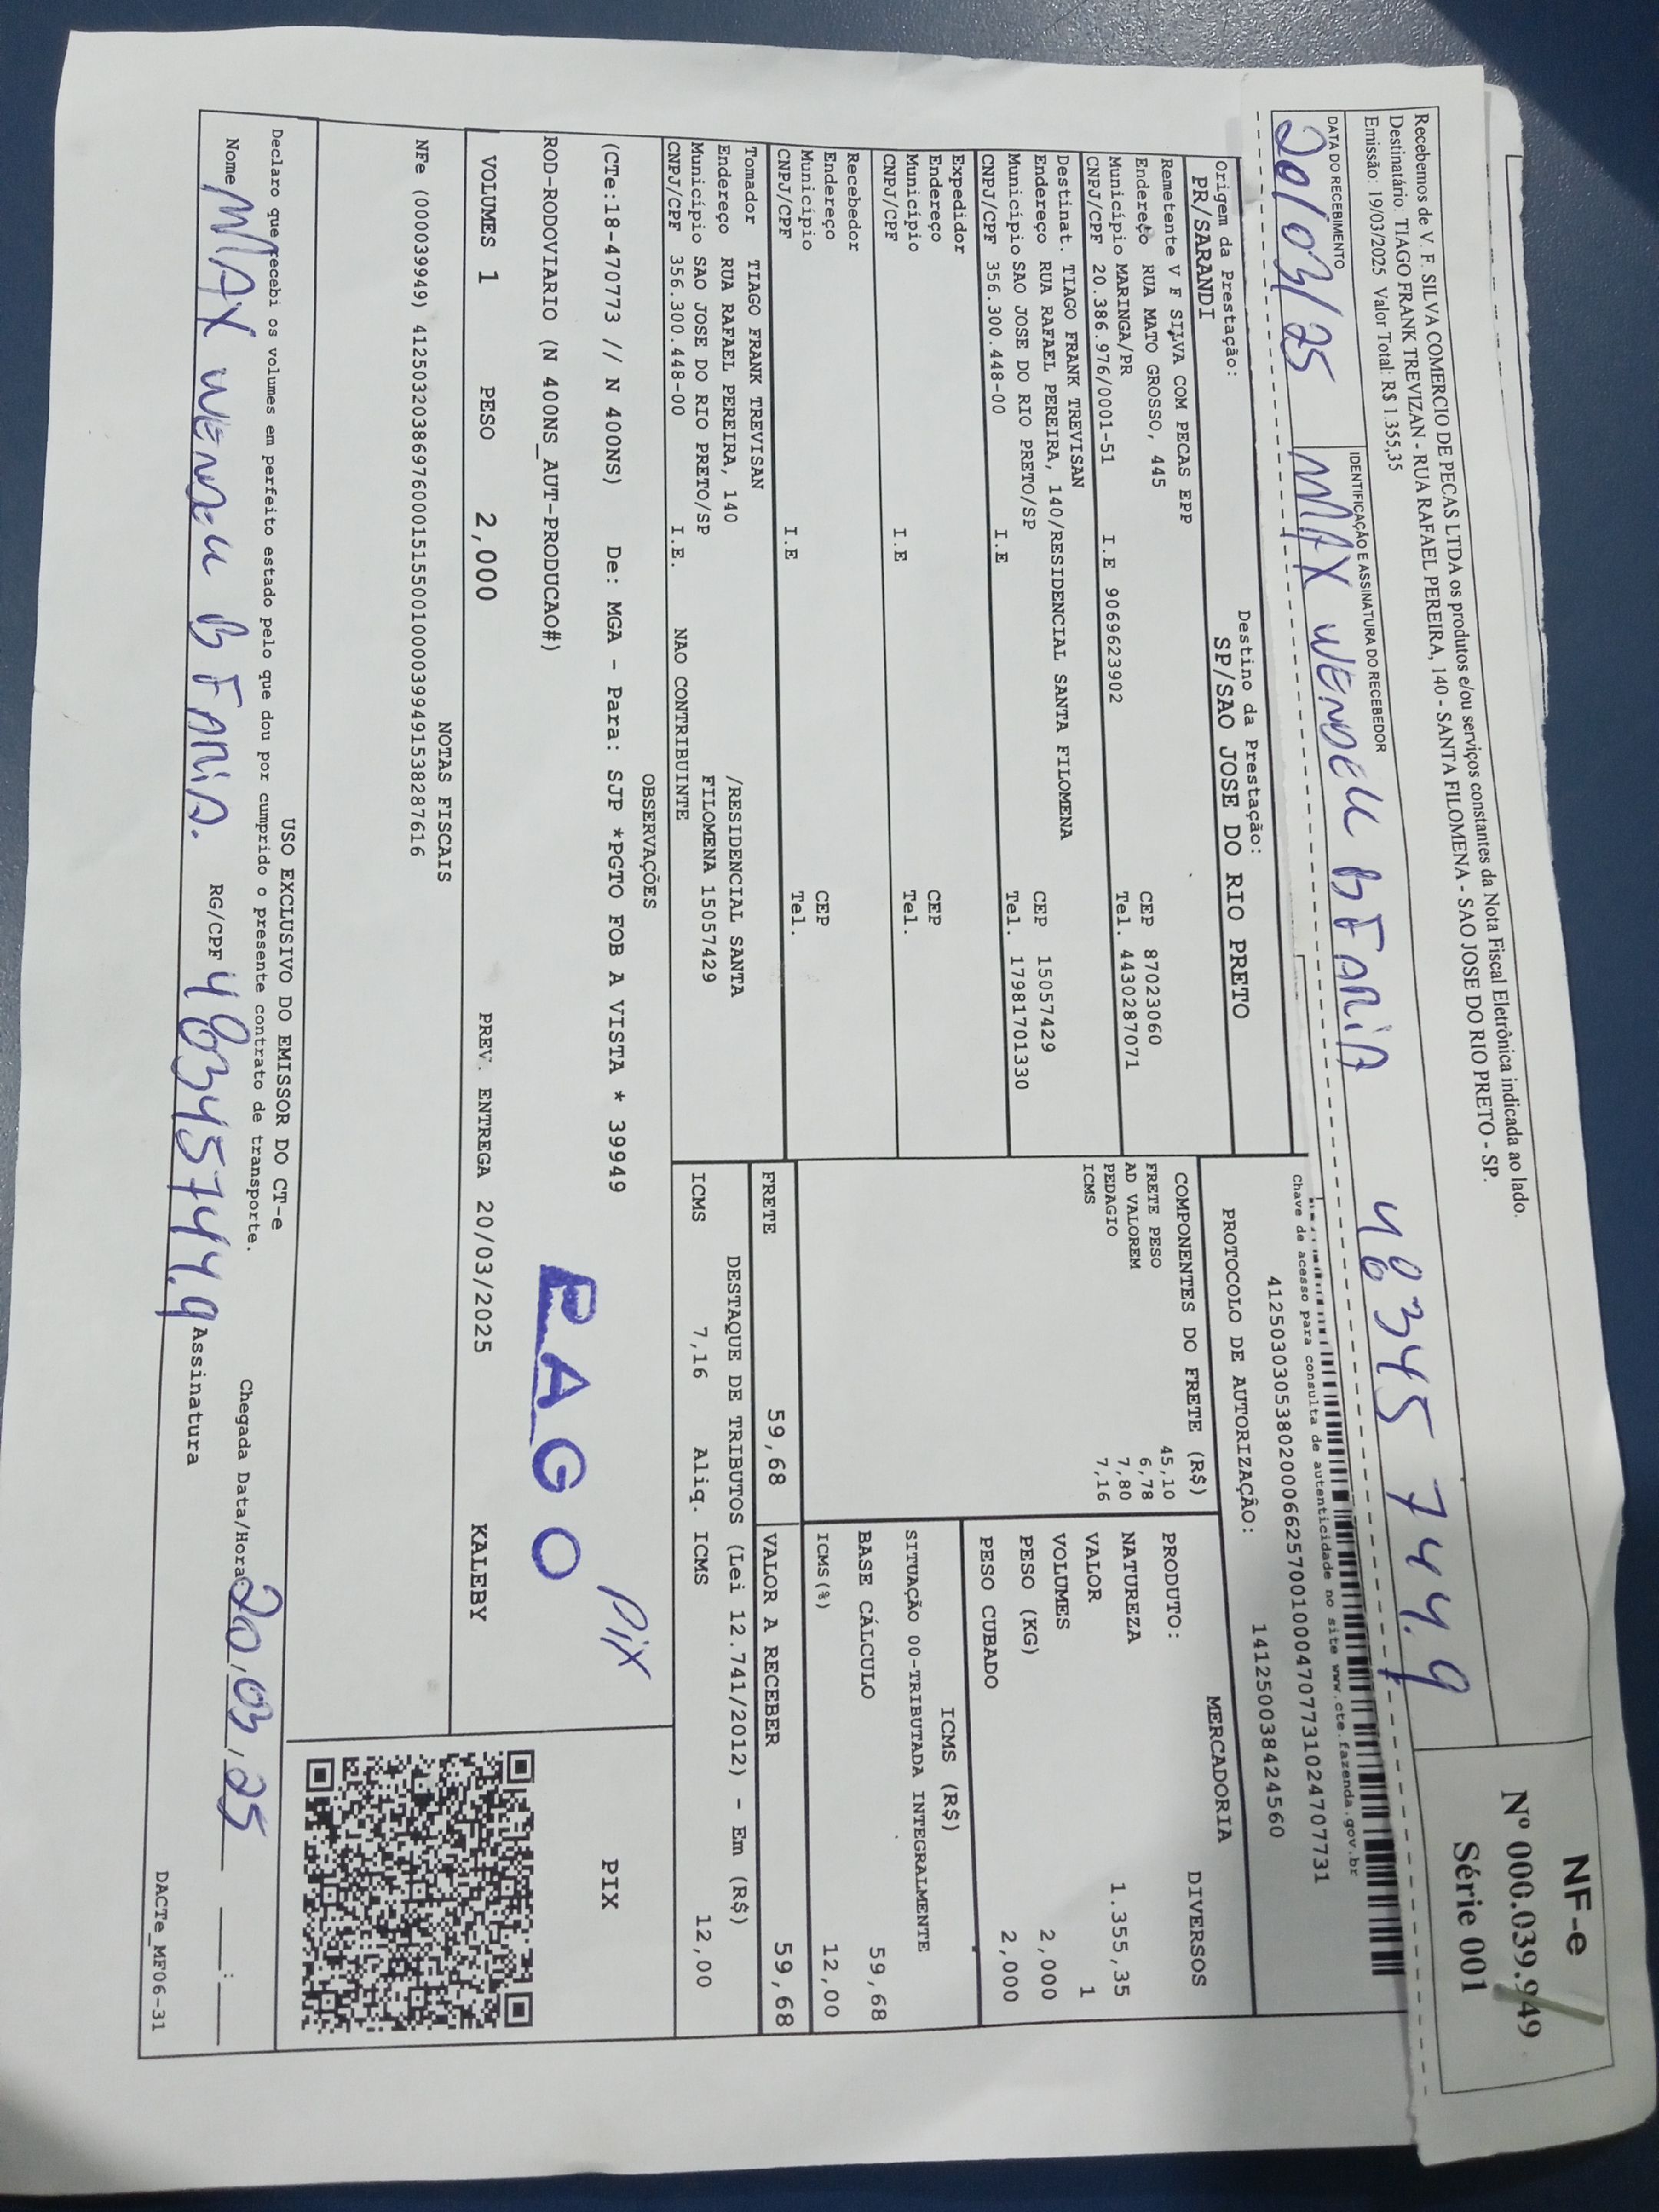 Recebemos de V. F. SILVA COMERCIO DE PECAS LTDA os produtos e/ou serviços constantes da Nota Fiscal Eletrônica indicada ao lado.
Destinatário: TIAGO FRANK TREVIZAN - RUA RAFAEL PEREIRA, 140 - SANTA FILOMENA - SAO JOSE DO RIO PRETO - SP.
Emissão: 19/03/2025 Valor Total: R$ 1.355,35
NF-e
Nº 000.039.949
Série 001
DATA DO RECEBIMENTO
20/03/25
IDENTIFICAÇÃO E ASSINATURA DO RECEBEDOR
MAX WENDELL B FARIA 48345744.9
Chave de acesso para consulta de autenticidade no site www.cte.fazenda.gov.br
41250303053802000662570010004707731024707731
PROTOCOLO DE AUTORIZAÇÃO: 141250038424560
Origem da Prestação:
PR/SARANDI
Destino da Prestação:
SP/SAO JOSE DO RIO PRETO
Remetente V F SILVA COM PECAS EPP
Endereço RUA MATO GROSSO, 445 CEP 87023060
Município MARINGA/PR Tel. 4430287071
CNPJ/CPF 20.386.976/0001-51 I.E 9069623902
Destinat. TIAGO FRANK TREVISAN
Endereço RUA RAFAEL PEREIRA, 140/RESIDENCIAL SANTA FILOMENA CEP 15057429
Município SAO JOSE DO RIO PRETO/SP Tel. 17981701330
CNPJ/CPF 356.300.448-00 I.E
Expedidor
Endereço CEP
Município Tel.
CNPJ/CPF I.E
Recebedor
Endereço CEP
Município Tel.
CNPJ/CPF I.E
Tomador TIAGO FRANK TREVISAN
Endereço RUA RAFAEL PEREIRA, 140 /RESIDENCIAL SANTA
Município SAO JOSE DO RIO PRETO/SP FILOMENA 15057429
CNPJ/CPF 356.300.448-00 I.E. NAO CONTRIBUINTE
COMPONENTES DO FRETE (R$)
FRETE PESO 45,10
AD VALOREM 6,78
PEDAGIO 7,80
ICMS 7,16
MERCADORIA
PRODUTO: DIVERSOS
NATUREZA
VALOR 1.355,35
VOLUMES 1
PESO (KG) 2,000
PESO CUBADO 2,000
ICMS (R$)
SITUAÇÃO 00-TRIBUTADA INTEGRALMENTE
BASE CÁLCULO 59,68
ICMS(%) 12,00
FRETE 59,68
VALOR A RECEBER 59,68
DESTAQUE DE TRIBUTOS (Lei 12.741/2012) - Em (R$)
ICMS 7,16 Aliq. ICMS 12,00
OBSERVAÇÕES
(CTe:18-470773 // N 400NS) De: MGA - Para: SJP *PGTO FOB A VISTA * 39949
ROD-RODOVIARIO (N 400NS_AUT-PRODUCAO#)
PAGO
Pix
PIX
VOLUMES 1 PESO 2,000 PREV. ENTREGA 20/03/2025 KALEBY
NOTAS FISCAIS
NFe (000039949) 41250320386976000151550010000399491538287616
USO EXCLUSIVO DO EMISSOR DO CT-e
Declaro que recebi os volumes em perfeito estado pelo que dou por cumprido o presente contrato de transporte.
Chegada Data/Hora: 20,03,25 __:__
Nome MAX WENDELL B FARIA. RG/CPF 48345744.9 Assinatura
DACTe_MF06-31